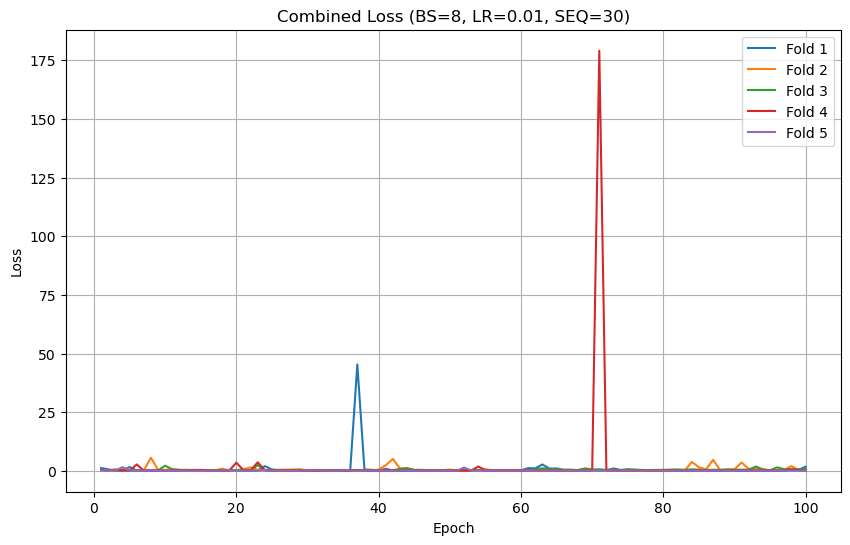 Combined Loss (BS=8, LR=0.01, SEQ=30)
Fold 1
Fold 2
Fold 3
Fold 4
Fold 5
175
150
125
100
75
50
25
0
Loss
0 20 40 60 80 100
Epoch